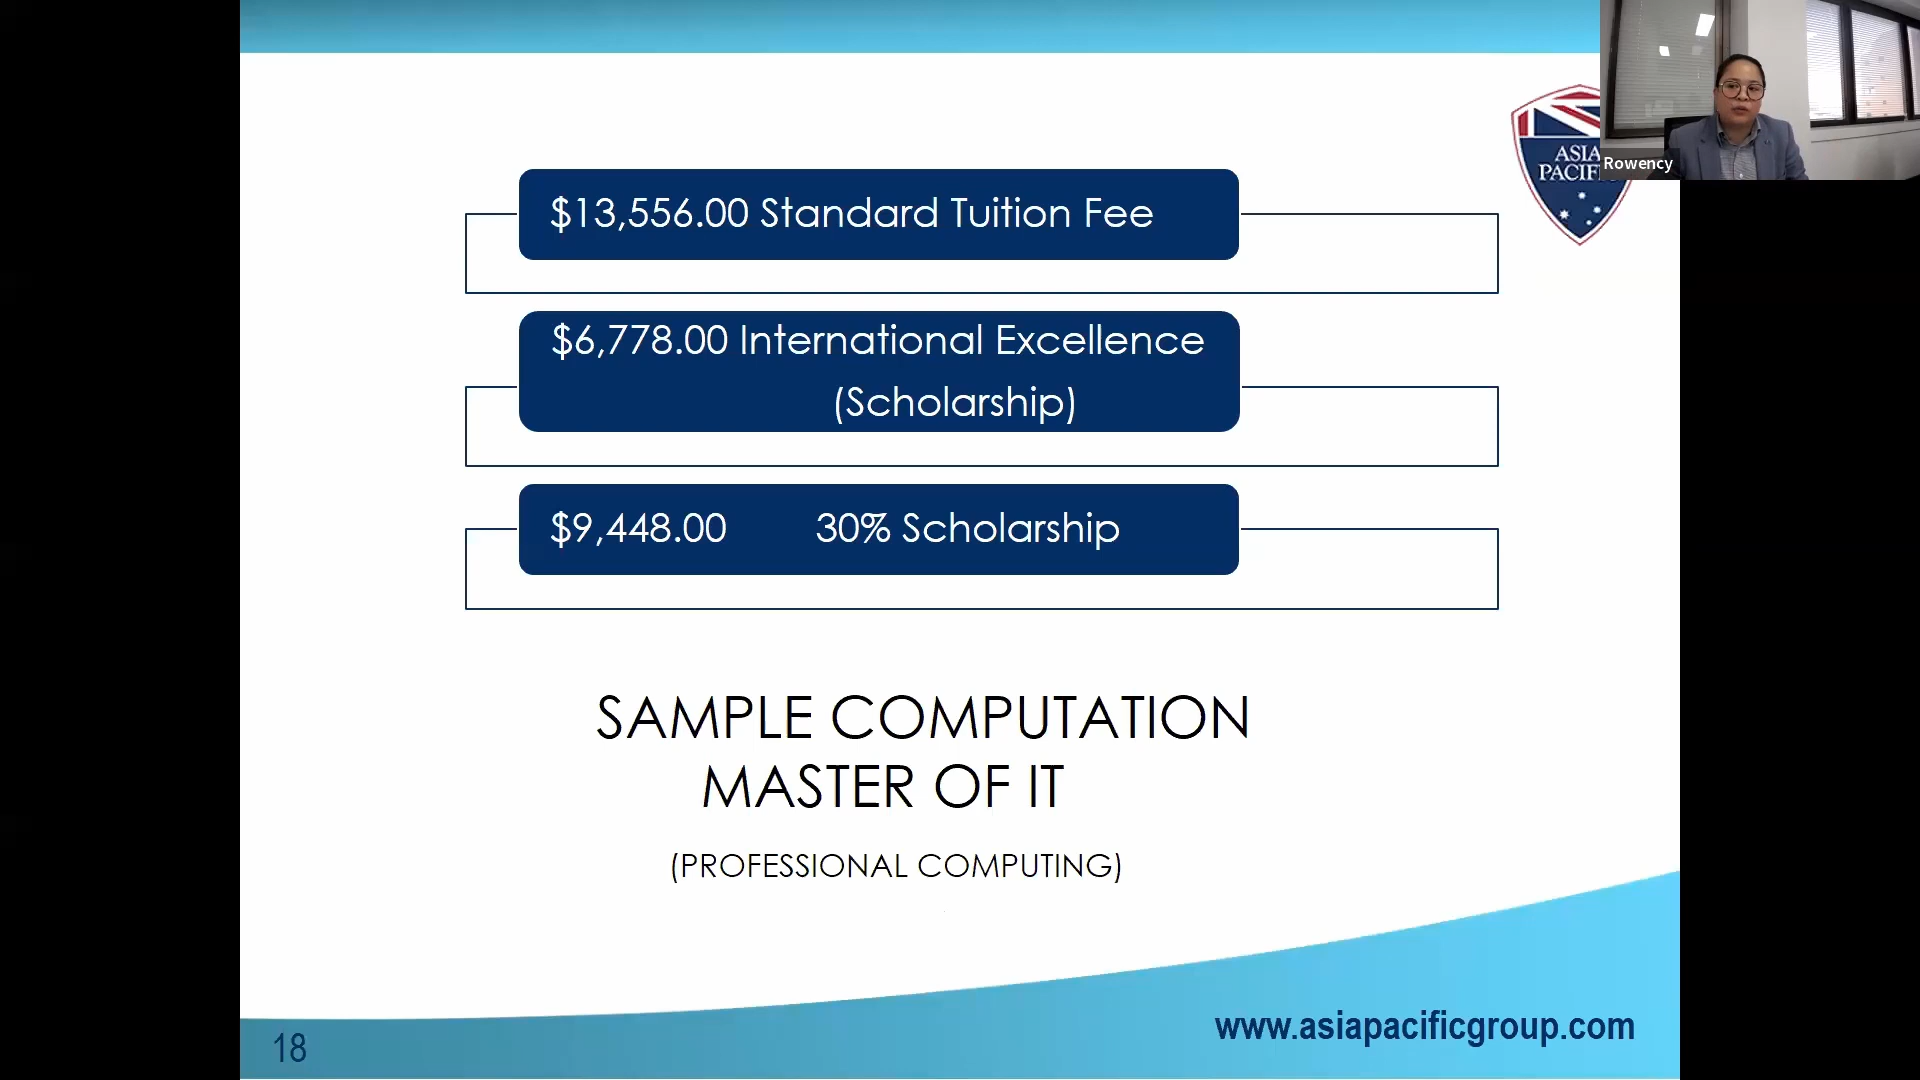 $13,556.00 Standard Tuition Fee
$6,778.00 International Excellence
(Scholarship)
$9,448.00 30% Scholarship
SAMPLE COMPUTATION
MASTER OF IT
(PROFESSIONAL COMPUTING)
ASIA
Rowency
www.asiapacificgroup.com
18